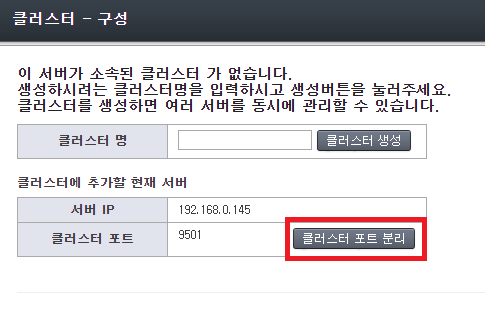 클러스터 - 구성
이 서버가 소속된 클러스터 가 없습니다.
생성하시려는 클러스터명을 입력하시고 생성버튼을 눌러주세요.
클러스터를 생성하면 여러 서버를 동시에 관리할 수 있습니다.
클러스터 명 클러스터 생성
클러스터에 추가할 현재 서버
서버 IP 192.168.0.145
클러스터 포트 9501 클러스터 포트 분리